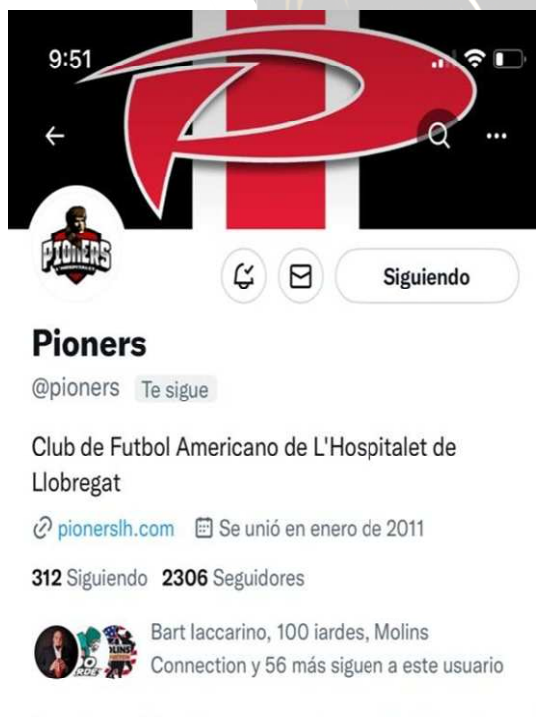 9:51
PIONERS
L'HOSPITALET
Siguiendo
Pioners
@pioners Te sigue
Club de Futbol Americano de L'Hospitalet de
Llobregat
pionerslh.com Se unió en enero de 2011
312 Siguiendo 2306 Seguidores
Bart Iaccarino, 100 iardes, Molins
Connection y 56 más siguen a este usuario